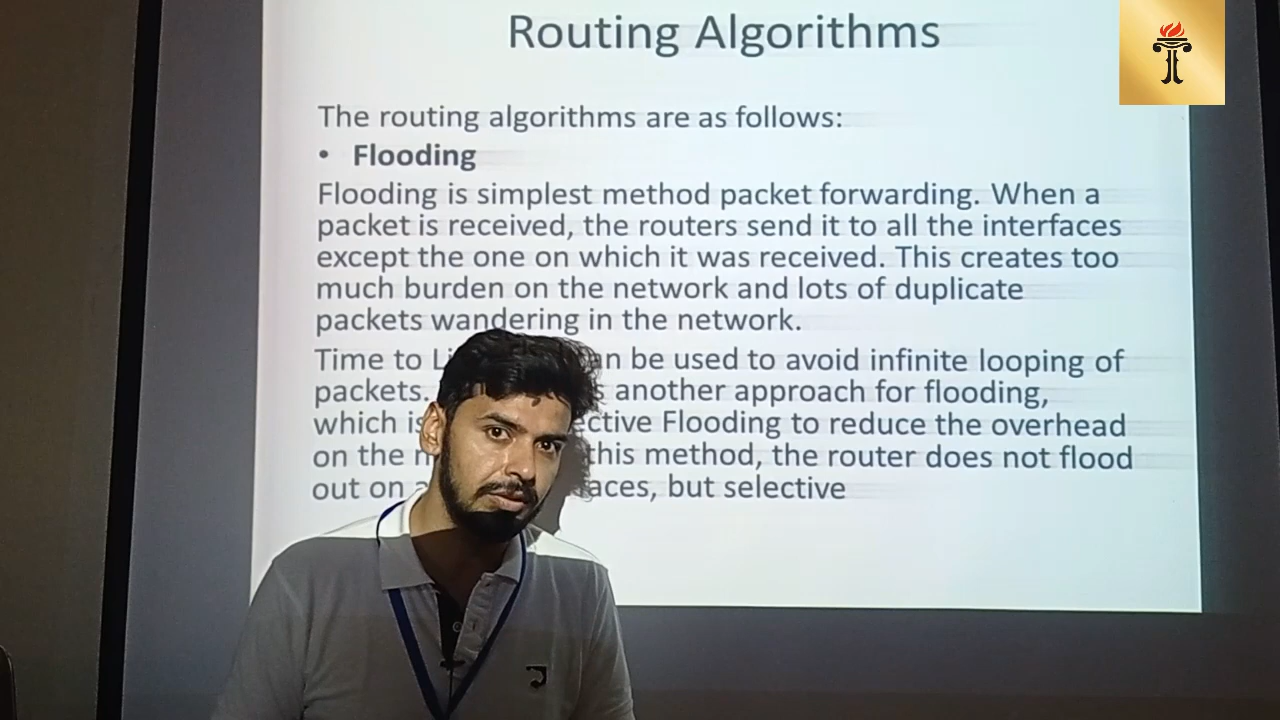 Routing Algorithms
The routing algorithms are as follows:
• Flooding
Flooding is simplest method packet forwarding. When a
packet is received, the routers send it to all the interfaces
except the one on which it was received. This creates too
much burden on the network and lots of duplicate
packets wandering in the network.
Time to be used to avoid infinite looping of
packets. another approach for flooding,
which is Flooding to reduce the overhead
on the this method, the router does not flood
out on but selective